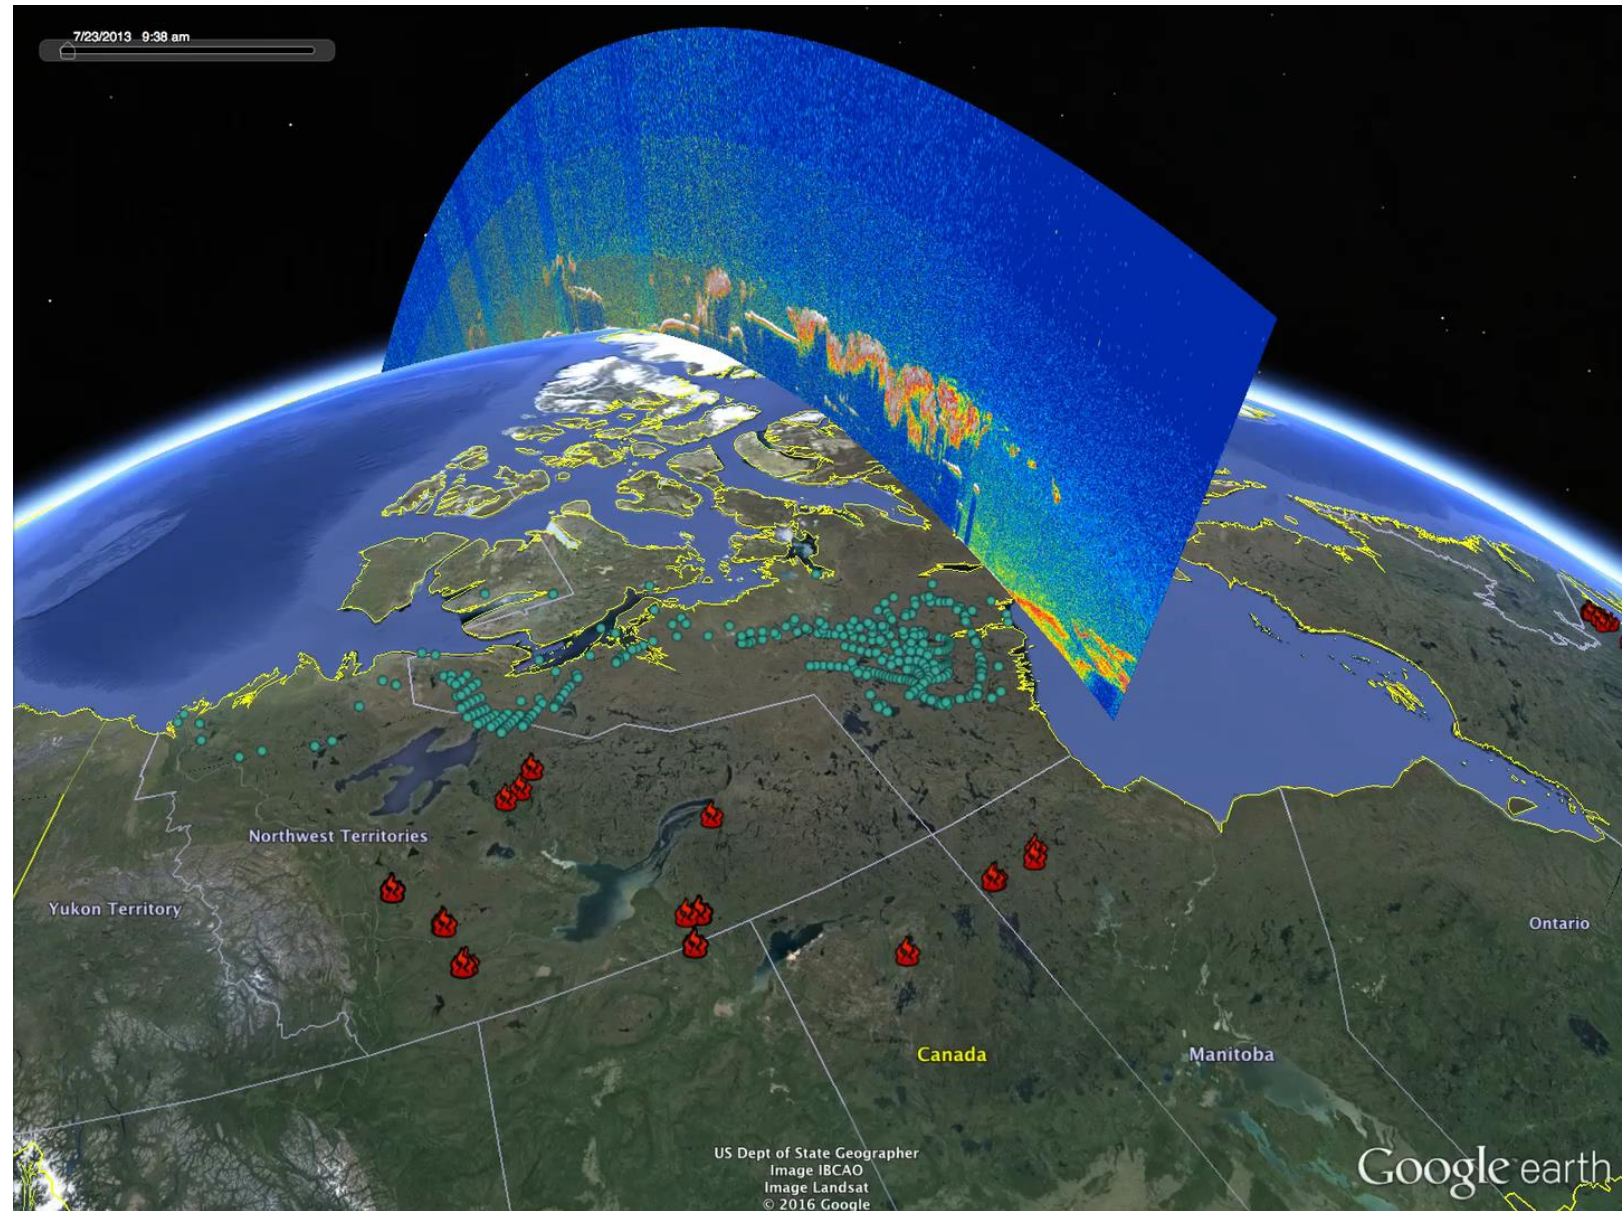 7/23/2013 9:38 am
Northwest Territories
Yukon Territory
Ontario
Canada
Manitoba
US Dept of State Geographer
Image IBCAO
Image Landsat
© 2016 Google
Google earth